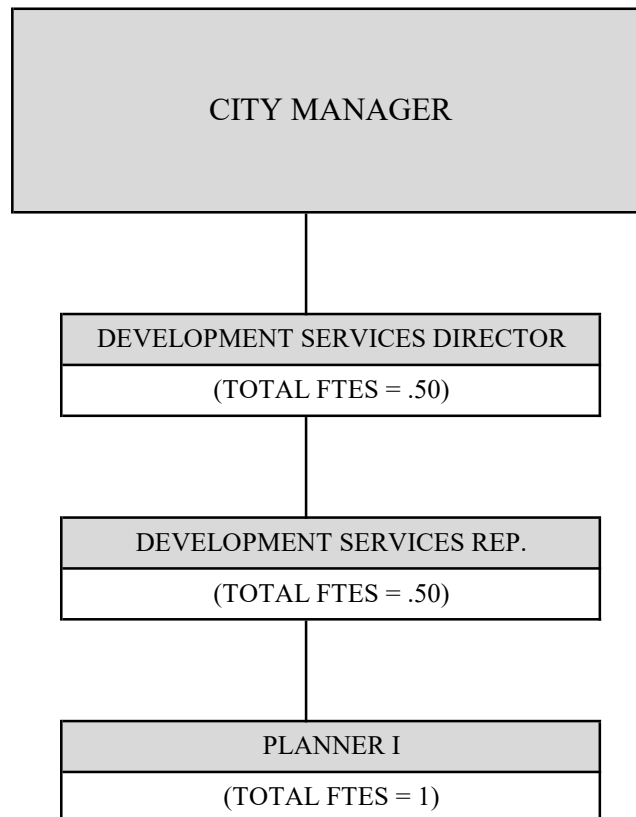 CITY MANAGER
DEVELOPMENT SERVICES DIRECTOR
(TOTAL FTES = .50)
DEVELOPMENT SERVICES REP.
(TOTAL FTES = .50)
PLANNER I
(TOTAL FTES = 1)